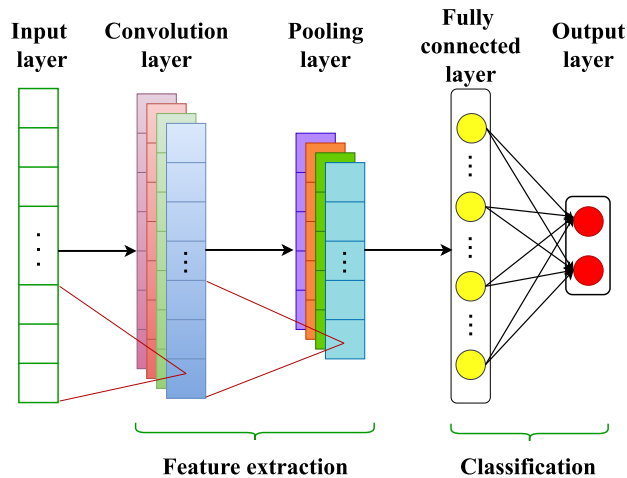 Input
layer
Convolution
layer
Pooling
layer
Fully
connected
layer
Output
layer
Feature extraction
Classification